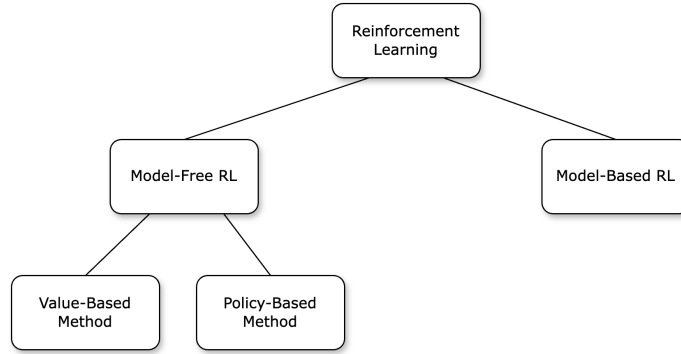 Reinforcement
Learning
Model-Free RL
Model-Based RL
Value-Based
Method
Policy-Based
Method